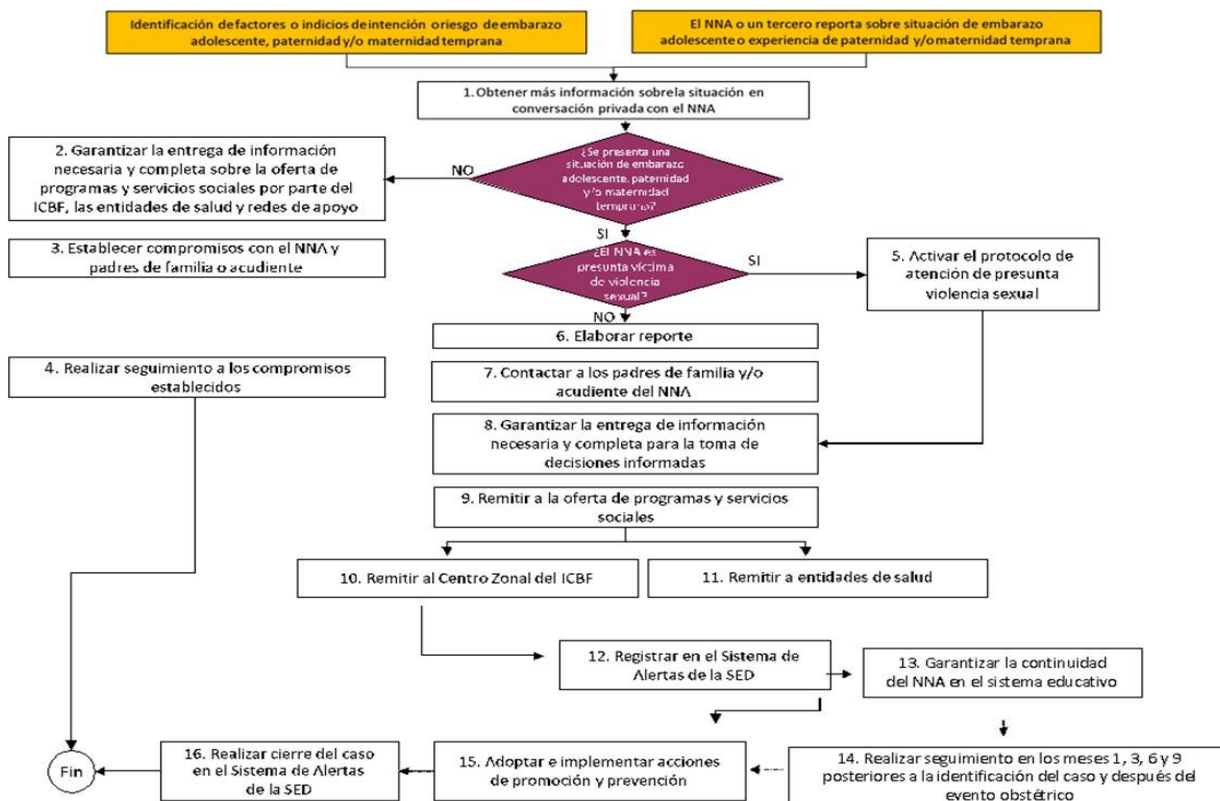 Identificación de factores o indicios de intención o riesgo de embarazo
adolescente, paternidad y/o maternidad temprana
El NNA o un tercero reporta sobre situación de embarazo
adolescente o experiencia de paternidad y/o maternidad temprana
1. Obtener más información sobre la situación en
conversación privada con el NNA
¿Se presenta una
situación de embarazo
adolescente, paternidad
y/o maternidad
temprano?
NO
2. Garantizar la entrega de información
necesaria y completa sobre la oferta de
programas y servicios sociales por parte del
ICBF, las entidades de salud y redes de apoyo
SI
3. Establecer compromisos con el NNA y
padres de familia o acudiente
¿El NNA es
presunta víctima
de violencia
sexual?
SI
5. Activar el protocolo de
atención de presunta
violencia sexual
NO
6. Elaborar reporte
4. Realizar seguimiento a los compromisos
establecidos
7. Contactar a los padres de familia y/o
acudiente del NNA
8. Garantizar la entrega de información
necesaria y completa para la toma de
decisiones informadas
9. Remitir a la oferta de programas y servicios
sociales
10. Remitir al Centro Zonal del ICBF
11. Remitir a entidades de salud
12. Registrar en el Sistema de
Alertas de la SED
13. Garantizar la continuidad
del NNA en el sistema educativo
14. Realizar seguimiento en los meses 1, 3, 6 y 9
posteriores a la identificación del caso y después del
evento obstétrico
15. Adoptar e implementar acciones
de promoción y prevención
16. Realizar cierre del caso
en el Sistema de Alertas
de la SED
Fin